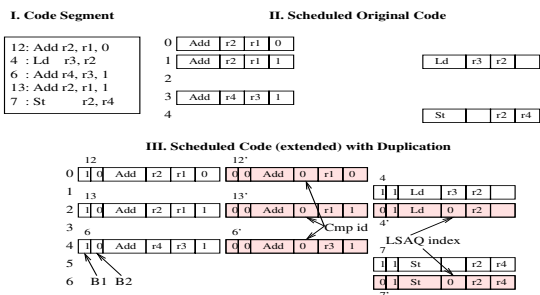 I. Code Segment
II. Scheduled Original Code
12: Add r2, r1, 0
4 : Ld r3, r2
6 : Add r4, r3, 1
13: Add r2, r1, 1
7 : St r2, r4
0 Add r2 r1 0
1 Add r2 r1 1 Ld r3 r2
2
3 Add r4 r3 1
4 St r2 r4
III. Scheduled Code (extended) with Duplication
12 12'
0 1 0 Add r2 r1 0 0 0 Add 0 r1 0
4
1 1 1 Ld r3 r2
13 13'
2 1 0 Add r2 r1 1 0 0 Add 0 r1 1 0 1 Ld 0 r2
4'
3 Cmp id
6 6'
4 1 0 Add r4 r3 1 0 0 Add 0 r3 1
LSAQ index
7
5 1 1 St 0 r2 r4
6 B1 B2 0 1 St 0 r2 r4
7'